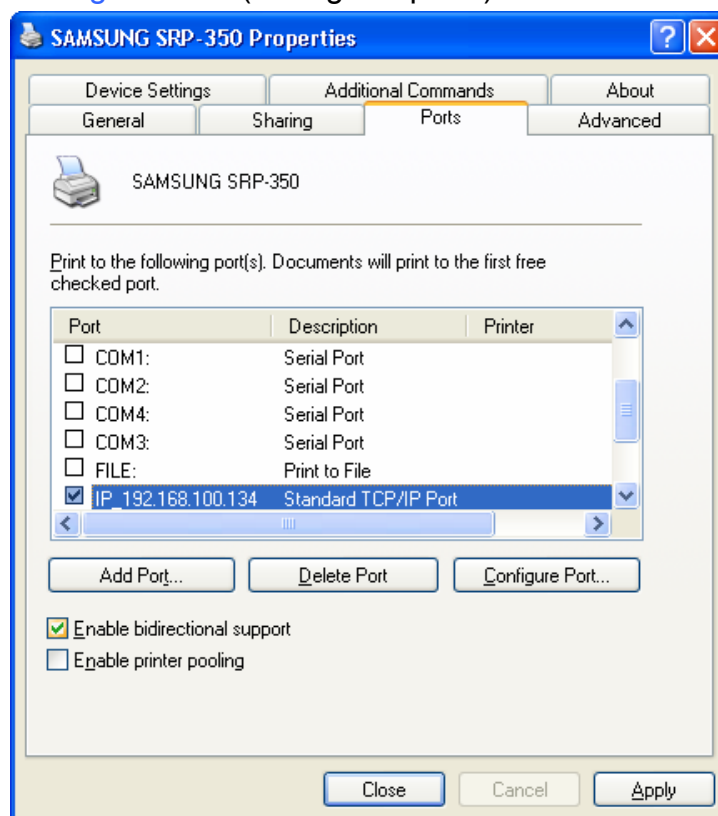 SAMSUNG SRP-350 Properties
Device Settings Additional Commands About
General Sharing Ports Advanced
SAMSUNG SRP-350
Print to the following port(s). Documents will print to the first free
checked port.
Port Description Printer
COM1: Serial Port
COM2: Serial Port
COM4: Serial Port
COM3: Serial Port
FILE: Print to File
IP_192.168.100.134 Standard TCP/IP Port
Add Port... Delete Port Configure Port...
Enable bidirectional support
Enable printer pooling
Close Cancel Apply